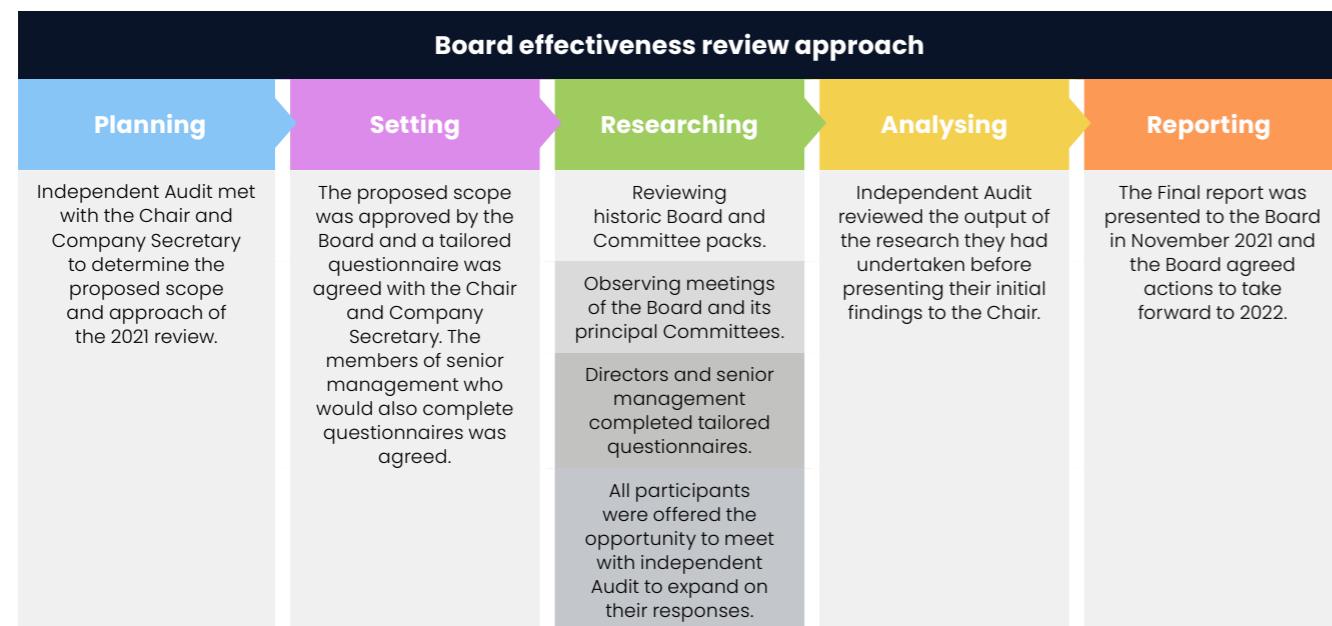 Board effectiveness review approach
Planning
Independent Audit met
with the Chair and
Company Secretary
to determine the
proposed scope
and approach of
the 2021 review.
Setting
The proposed scope
was approved by the
Board and a tailored
questionnaire was
agreed with the Chair
and Company
Secretary. The
members of senior
management who
would also complete
questionnaires was
agreed.
Researching
Reviewing
historic Board and
Committee packs.
Observing meetings
of the Board and its
principal Committees.
Directors and senior
management
completed tailored
questionnaires.
All participants
were offered the
opportunity to meet
with independent
Audit to expand on
their responses.
Analysing
Independent Audit
reviewed the output of
the research they had
undertaken before
presenting their initial
findings to the Chair.
Reporting
The Final report was
presented to the Board
in November 2021 and
the Board agreed
actions to take
forward to 2022.